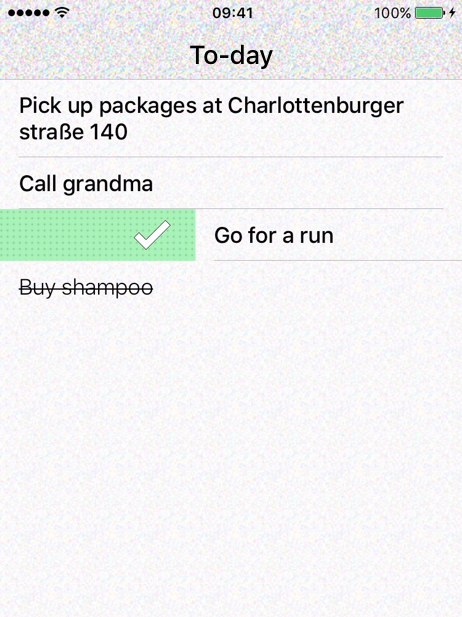 09:41
100%
To-day
Pick up packages at Charlottenburger
straße 140
Call grandma
Go for a run
Buy shampoo